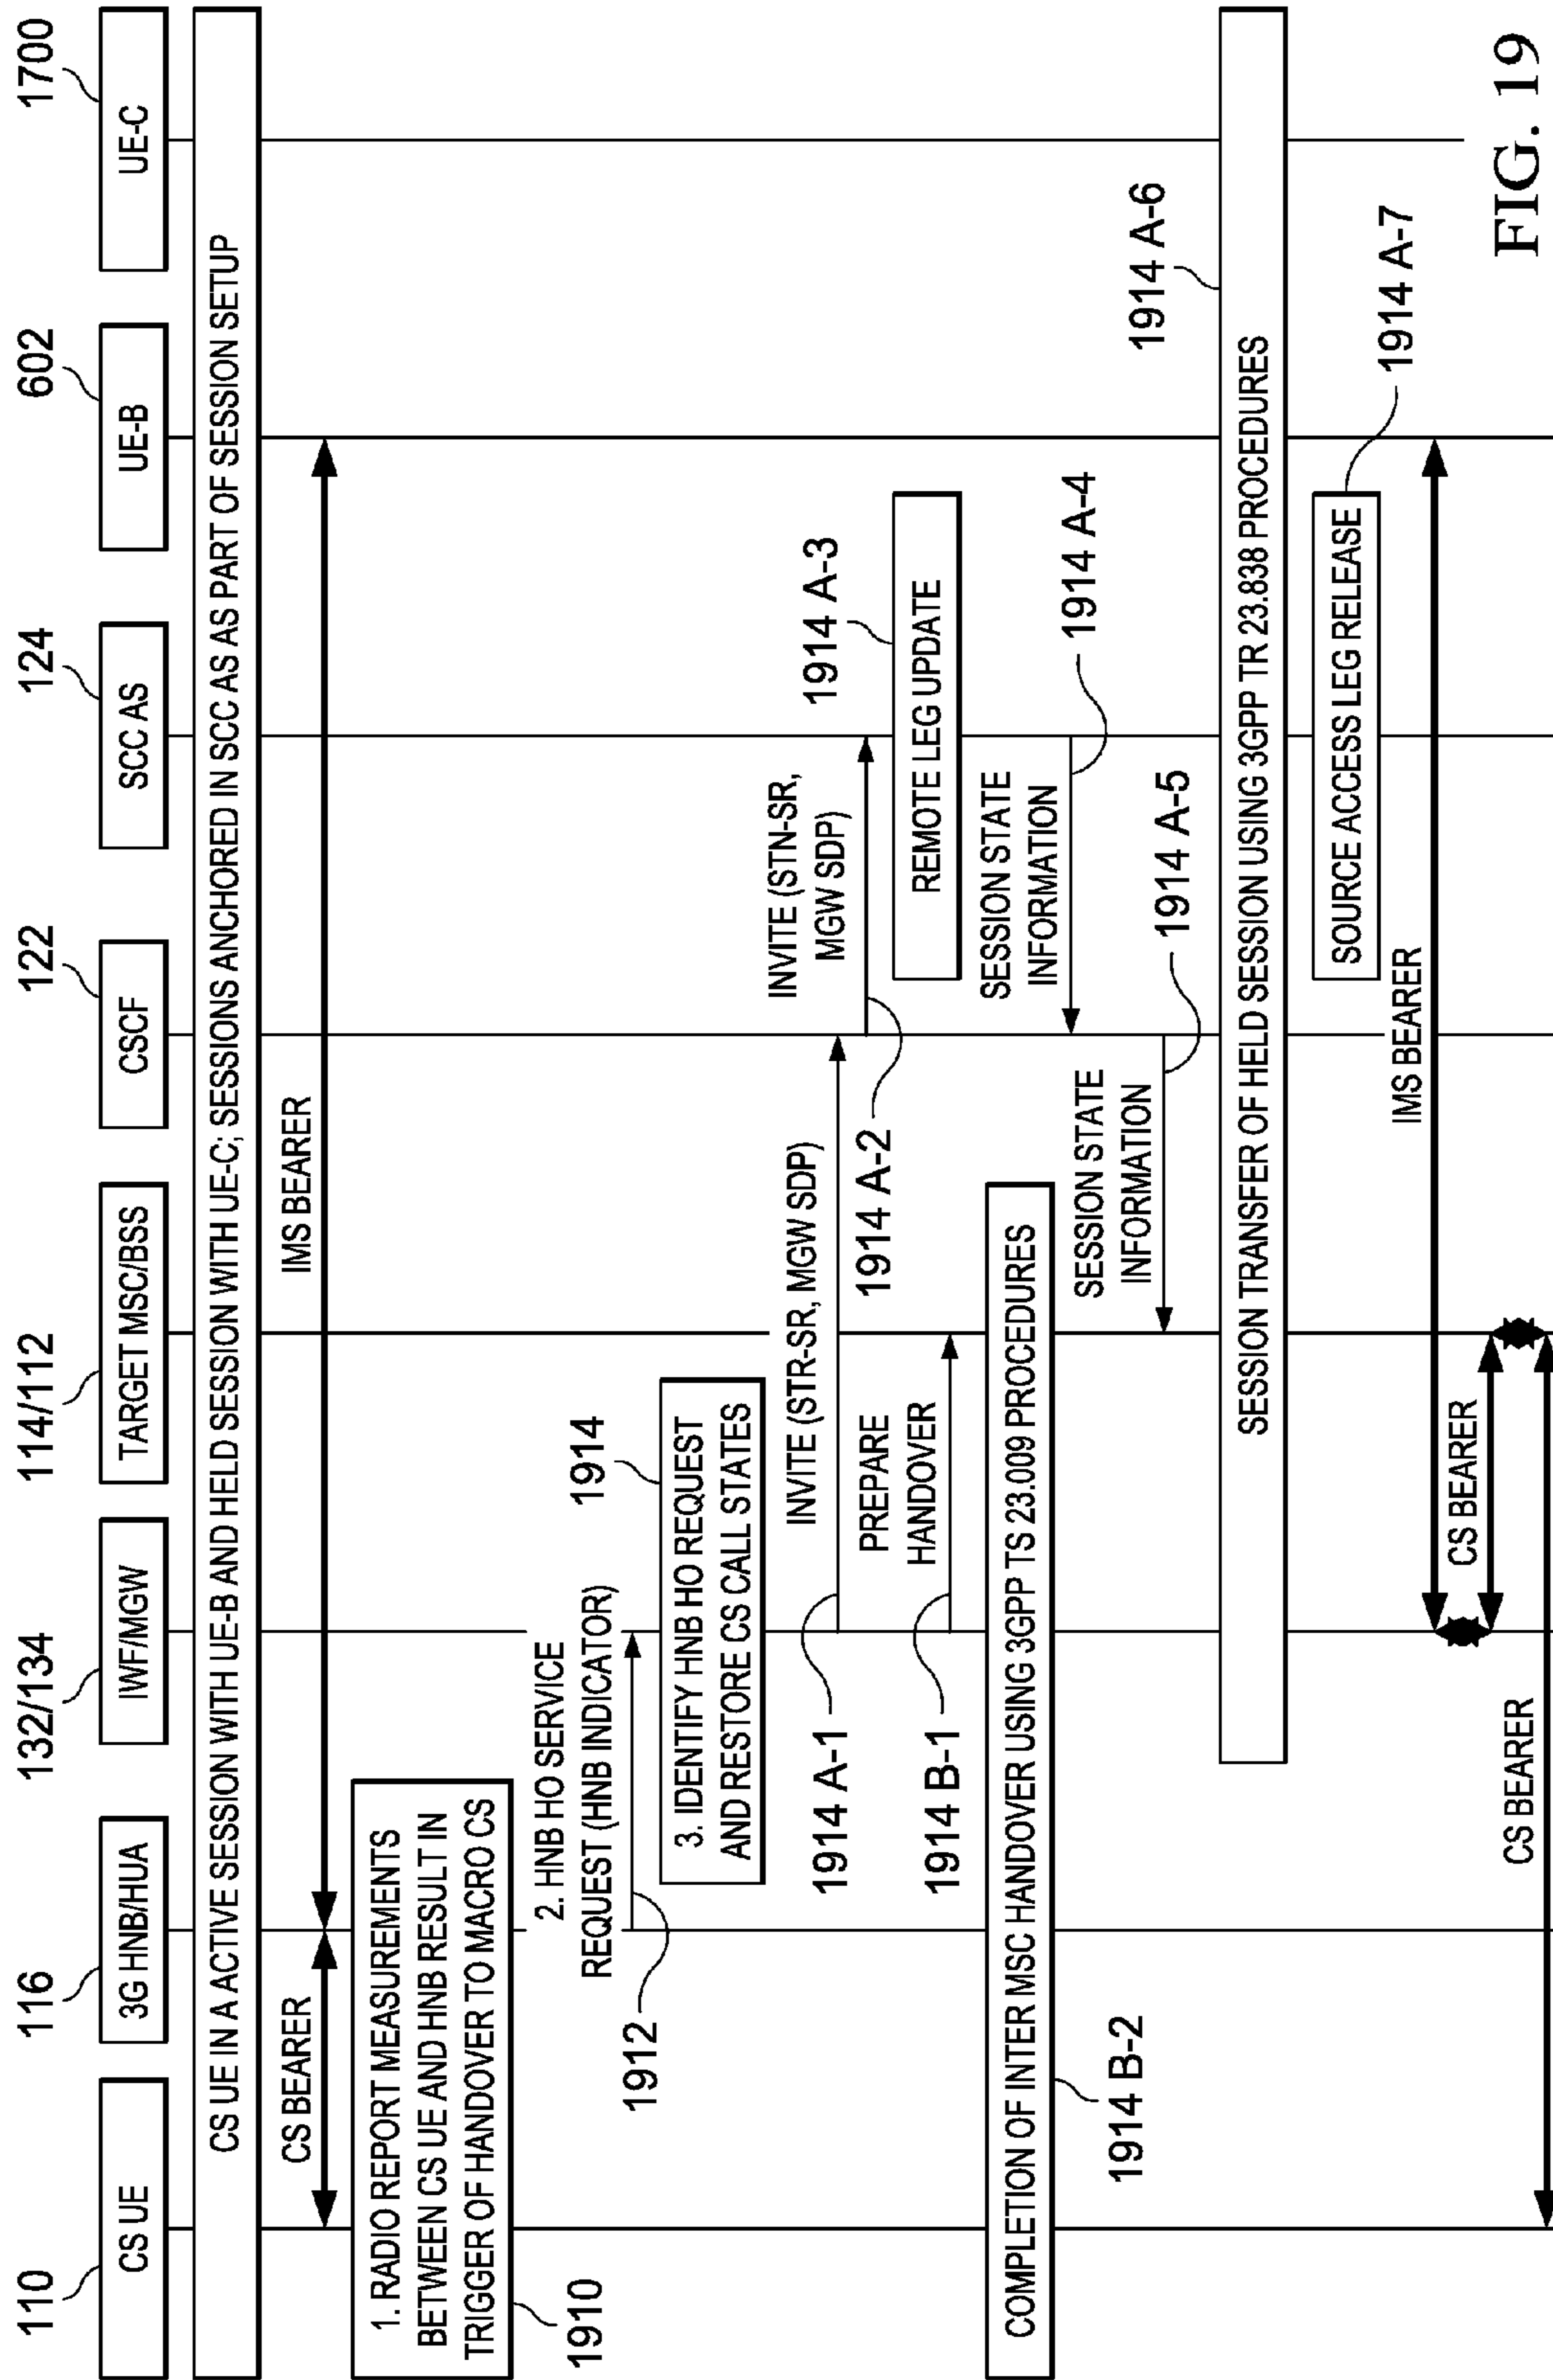 110
116
132/134
114/112
122
124
602
1700
CS UE
3G HNB/HUA
IWF/MGW
TARGET MSC/BSS
CSCF
SCC AS
UE-B
UE-C
CS UE IN A ACTIVE SESSION WITH UE-B AND HELD SESSION WITH UE-C; SESSIONS ANCHORED IN SCC AS AS PART OF SESSION SETUP
CS BEARER
IMS BEARER
1. RADIO REPORT MEASUREMENTS
BETWEEN CS UE AND HNB RESULT IN
TRIGGER OF HANDOVER TO MACRO CS
1910
2. HNB HO SERVICE
REQUEST (HNB INDICATOR)
1912
1914
3. IDENTIFY HNB HO REQUEST
AND RESTORE CS CALL STATES
INVITE (STR-SR, MGW SDP)
1914 A-1
INVITE (STN-SR,
MGW SDP)
1914 A-2
1914 A-3
REMOTE LEG UPDATE
PREPARE
HANDOVER
1914 B-1
COMPLETION OF INTER MSC HANDOVER USING 3GPP TS 23.009 PROCEDURES
1914 B-2
SESSION STATE
INFORMATION
1914 A-4
SESSION STATE
INFORMATION
1914 A-5
1914 A-6
SESSION TRANSFER OF HELD SESSION USING 3GPP TR 23.838 PROCEDURES
SOURCE ACCESS LEG RELEASE
1914 A-7
IMS BEARER
CS BEARER
CS BEARER
FIG. 19